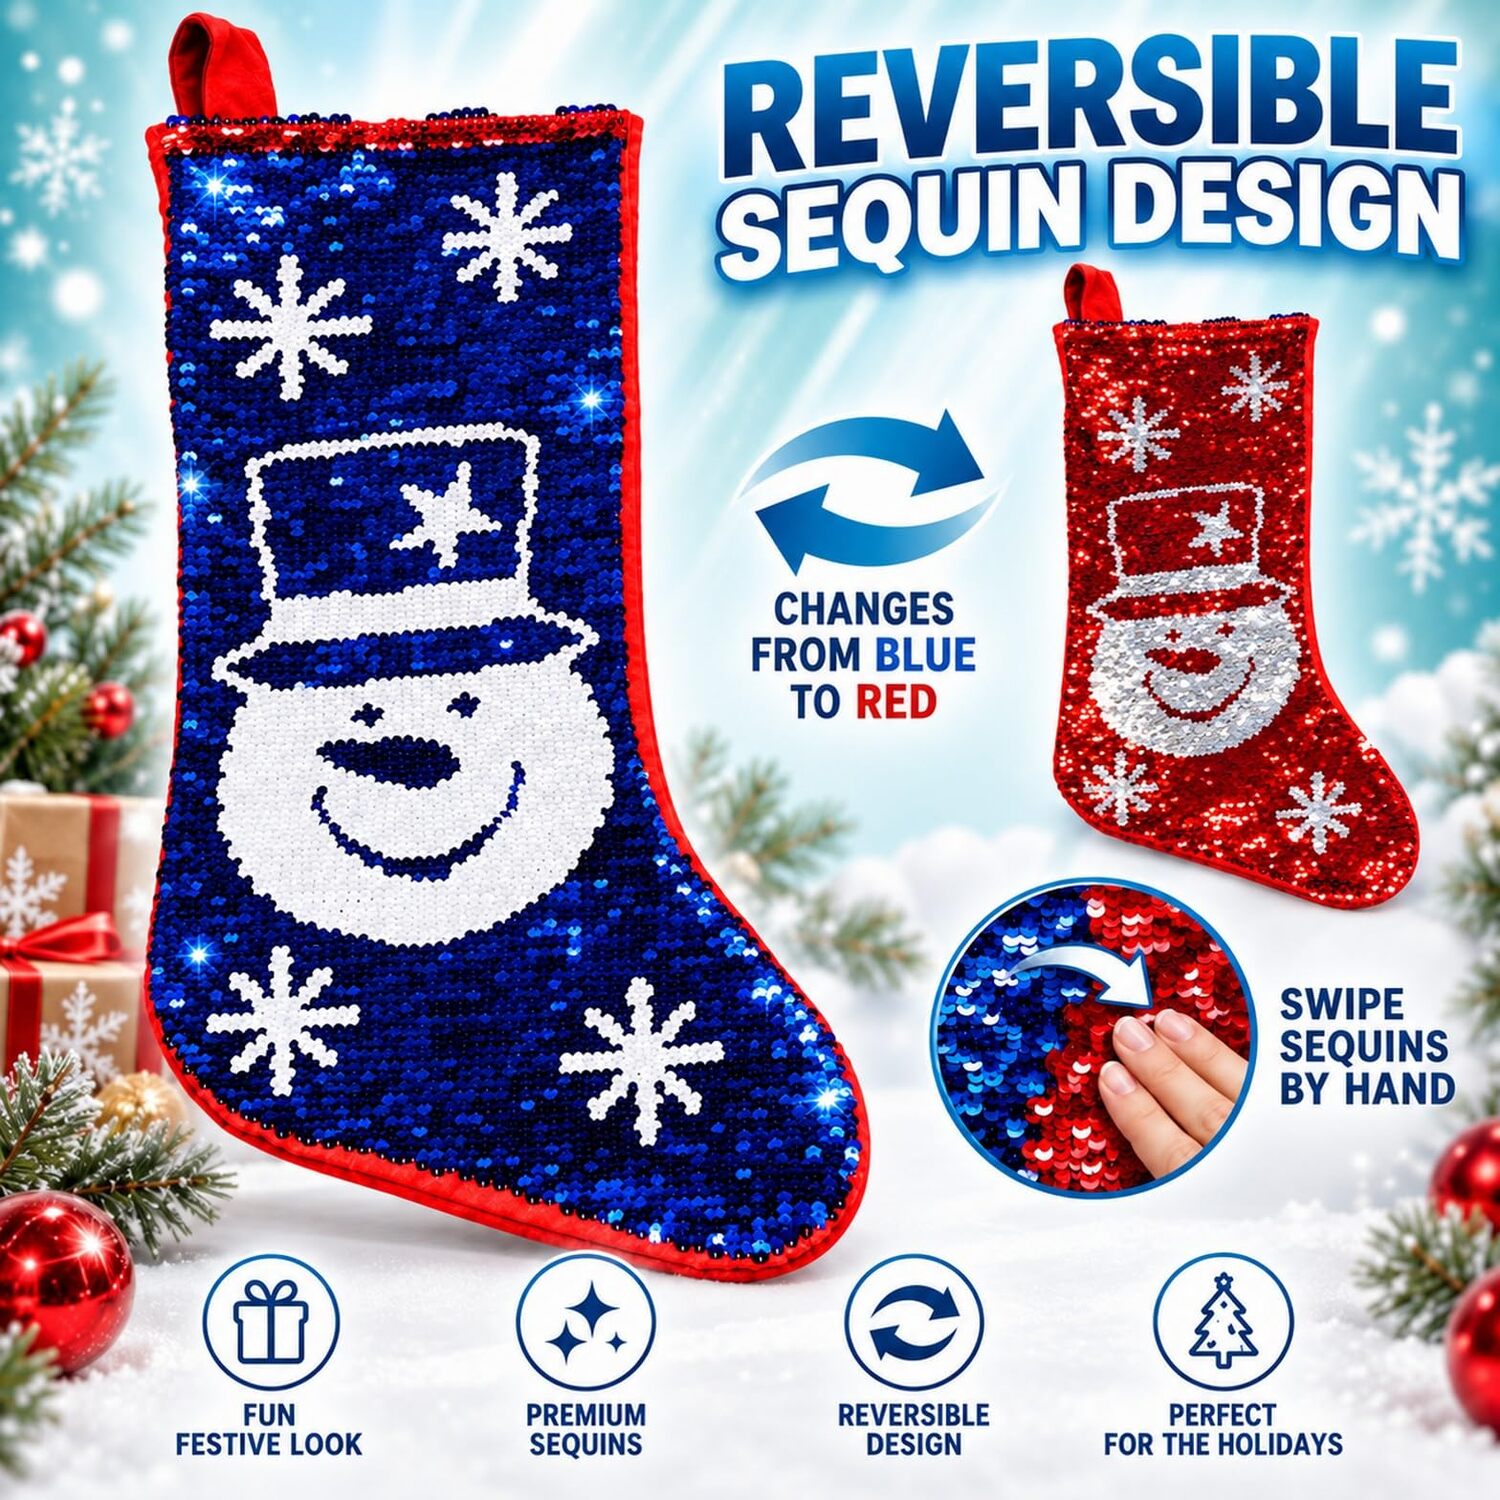 REVERSIBLE
SEQUIN DESIGN
CHANGES
FROM BLUE
TO RED
SWIPE
SEQUINS
BY HAND
FUN
FESTIVE LOOK
PREMIUM
SEQUINS
REVERSIBLE
DESIGN
PERFECT
FOR THE HOLIDAYS